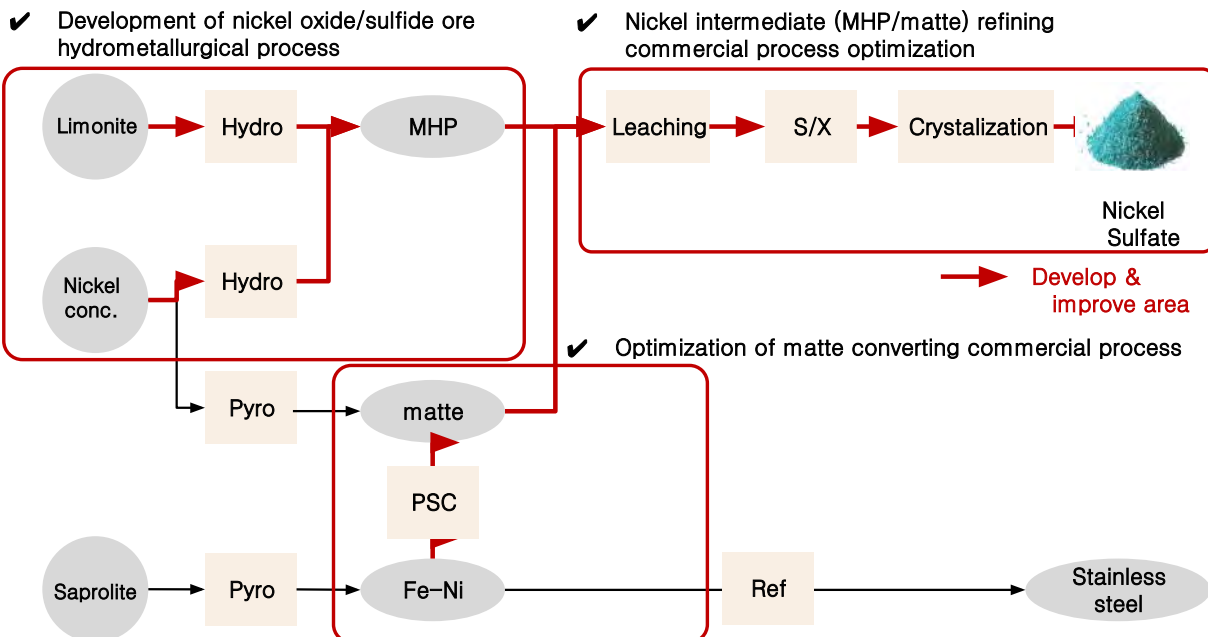 ✔ Development of nickel oxide/sulfide ore
hydrometallurgical process
✔ Nickel intermediate (MHP/matte) refining
commercial process optimization
Limonite
Hydro
MHP
Leaching
S/X
Crystalization
Nickel
Sulfate
Nickel
conc.
Hydro
Develop &
improve area
✔ Optimization of matte converting commercial process
Pyro
matte
PSC
Saprolite
Pyro
Fe-Ni
Ref
Stainless
steel